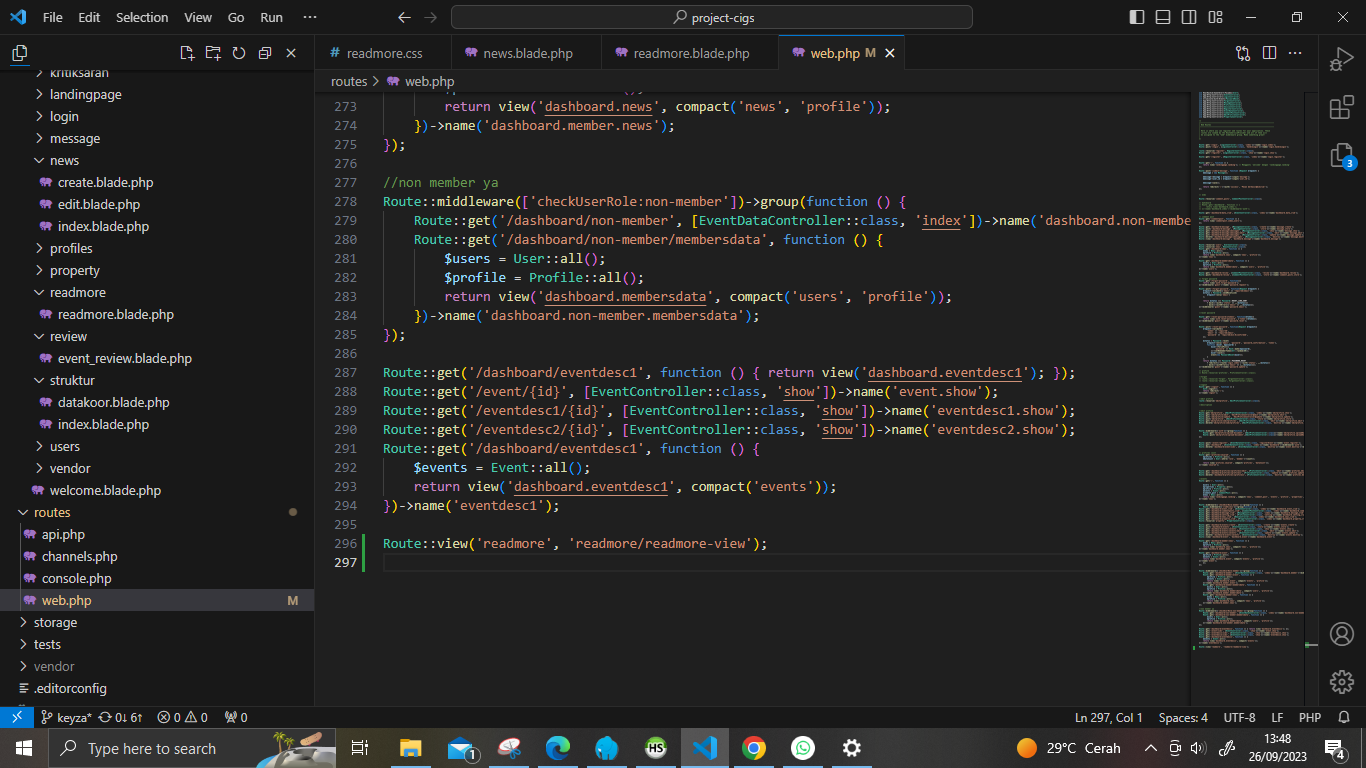 File Edit Selection View Go Run ···
project-cigs
readmore.css
news.blade.php
readmore.blade.php
web.php M
routes > web.php
kritiksaran
landingpage
login
message
news
create.blade.php
edit.blade.php
index.blade.php
profiles
property
readmore
readmore.blade.php
review
event_review.blade.php
struktur
datakoor.blade.php
index.blade.php
users
vendor
welcome.blade.php
routes
api.php
channels.php
console.php
web.php M
storage
tests
vendor
.editorconfig
273 return view('dashboard.news', compact('news', 'profile'));
274 })->name('dashboard.member.news');
275 });
276
277 //non member ya
278 Route::middleware(['checkUserRole:non-member'])->group(function () {
279 Route::get('/dashboard/non-member', [EventDataController::class, 'index'])->name('dashboard.non-membe
280 Route::get('/dashboard/non-member/membersdata', function () {
281 $users = User::all();
282 $profile = Profile::all();
283 return view('dashboard.membersdata', compact('users', 'profile'));
284 })->name('dashboard.non-member.membersdata');
285 });
286
287 Route::get('/dashboard/eventdesc1', function () { return view('dashboard.eventdesc1'); });
288 Route::get('/event/{id}', [EventController::class, 'show'])->name('event.show');
289 Route::get('/eventdesc1/{id}', [EventController::class, 'show'])->name('eventdesc1.show');
290 Route::get('/eventdesc2/{id}', [EventController::class, 'show'])->name('eventdesc2.show');
291 Route::get('/dashboard/eventdesc1', function () {
292 $events = Event::all();
293 return view('dashboard.eventdesc1', compact('events'));
294 })->name('eventdesc1');
295
296 Route::view('readmore', 'readmore/readmore-view');
297
3
keyza* 0↓ 6↑ 0 0 0
Ln 297, Col 1 Spaces: 4 UTF-8 LF PHP
Type here to search
1
HS
29°C Cerah
13:48
26/09/2023
4